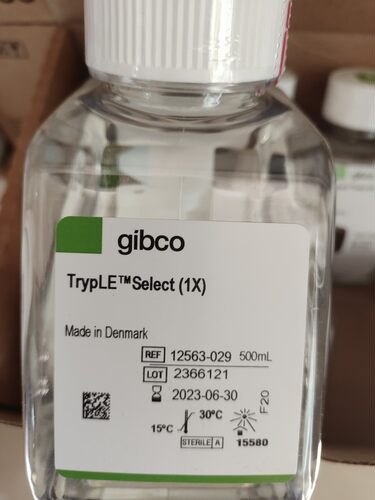 gibco
TrypLE™Select (1X)
Made in Denmark
REF 12563-029 500mL
LOT 2366121
2023-06-30
F20
15°C 30°C
STERILE A 15580